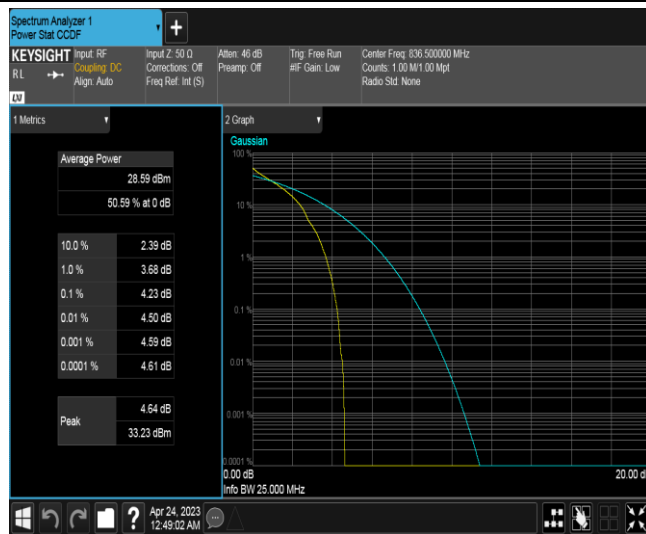 Spectrum Analyzer 1
Power Stat CCDF
KEYSIGHT
RL
Input: RF
Coupling: DC
Align: Auto
Input Z: 50 Ω
Corrections: Off
Freq Ref: Int (S)
Atten: 46 dB
Preamp: Off
Trig: Free Run
#IF Gain: Low
Center Freq: 836.500000 MHz
Counts: 1.00 M/1.00 Mpt
Radio Std: None
LXI
1 Metrics
Average Power
28.59 dBm
50.59 % at 0 dB
10.0 % 2.39 dB
1.0 % 3.68 dB
0.1 % 4.23 dB
0.01 % 4.50 dB
0.001 % 4.59 dB
0.0001 % 4.61 dB
Peak
4.64 dB
33.23 dBm
2 Graph
Gaussian
100 %
10 %
1 %
0.1 %
0.01 %
0.001 %
0.0001 %
0.00 dB
20.00 d
Info BW 25.000 MHz
?
Apr 24, 2023
12:49:02 AM